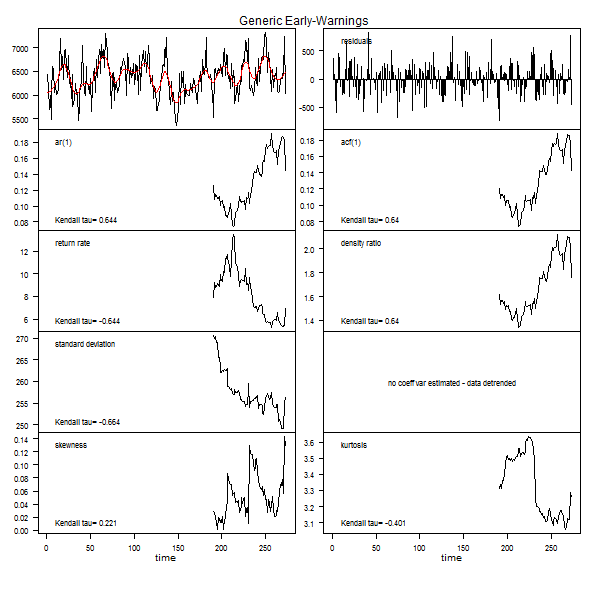 Generic Early-Warnings
7000
6500
6000
5500
residuals
500
0
-500
ar(1)
0.18
0.16
0.14
0.12
0.10
0.08
Kendall tau= 0.644
acf(1)
0.18
0.16
0.14
0.12
0.10
0.08
Kendall tau= 0.64
return rate
12
10
8
6
Kendall tau= -0.644
density ratio
2.0
1.8
1.6
1.4
Kendall tau= 0.64
standard deviation
270
265
260
255
250
Kendall tau= -0.664
no coeff var estimated - data detrended
skewness
0.14
0.12
0.10
0.08
0.06
0.04
0.02
0.00
Kendall tau= 0.221
0 50 100 150 200 250
time
kurtosis
3.6
3.5
3.4
3.3
3.2
3.1
Kendall tau= -0.401
0 50 100 150 200 250
time